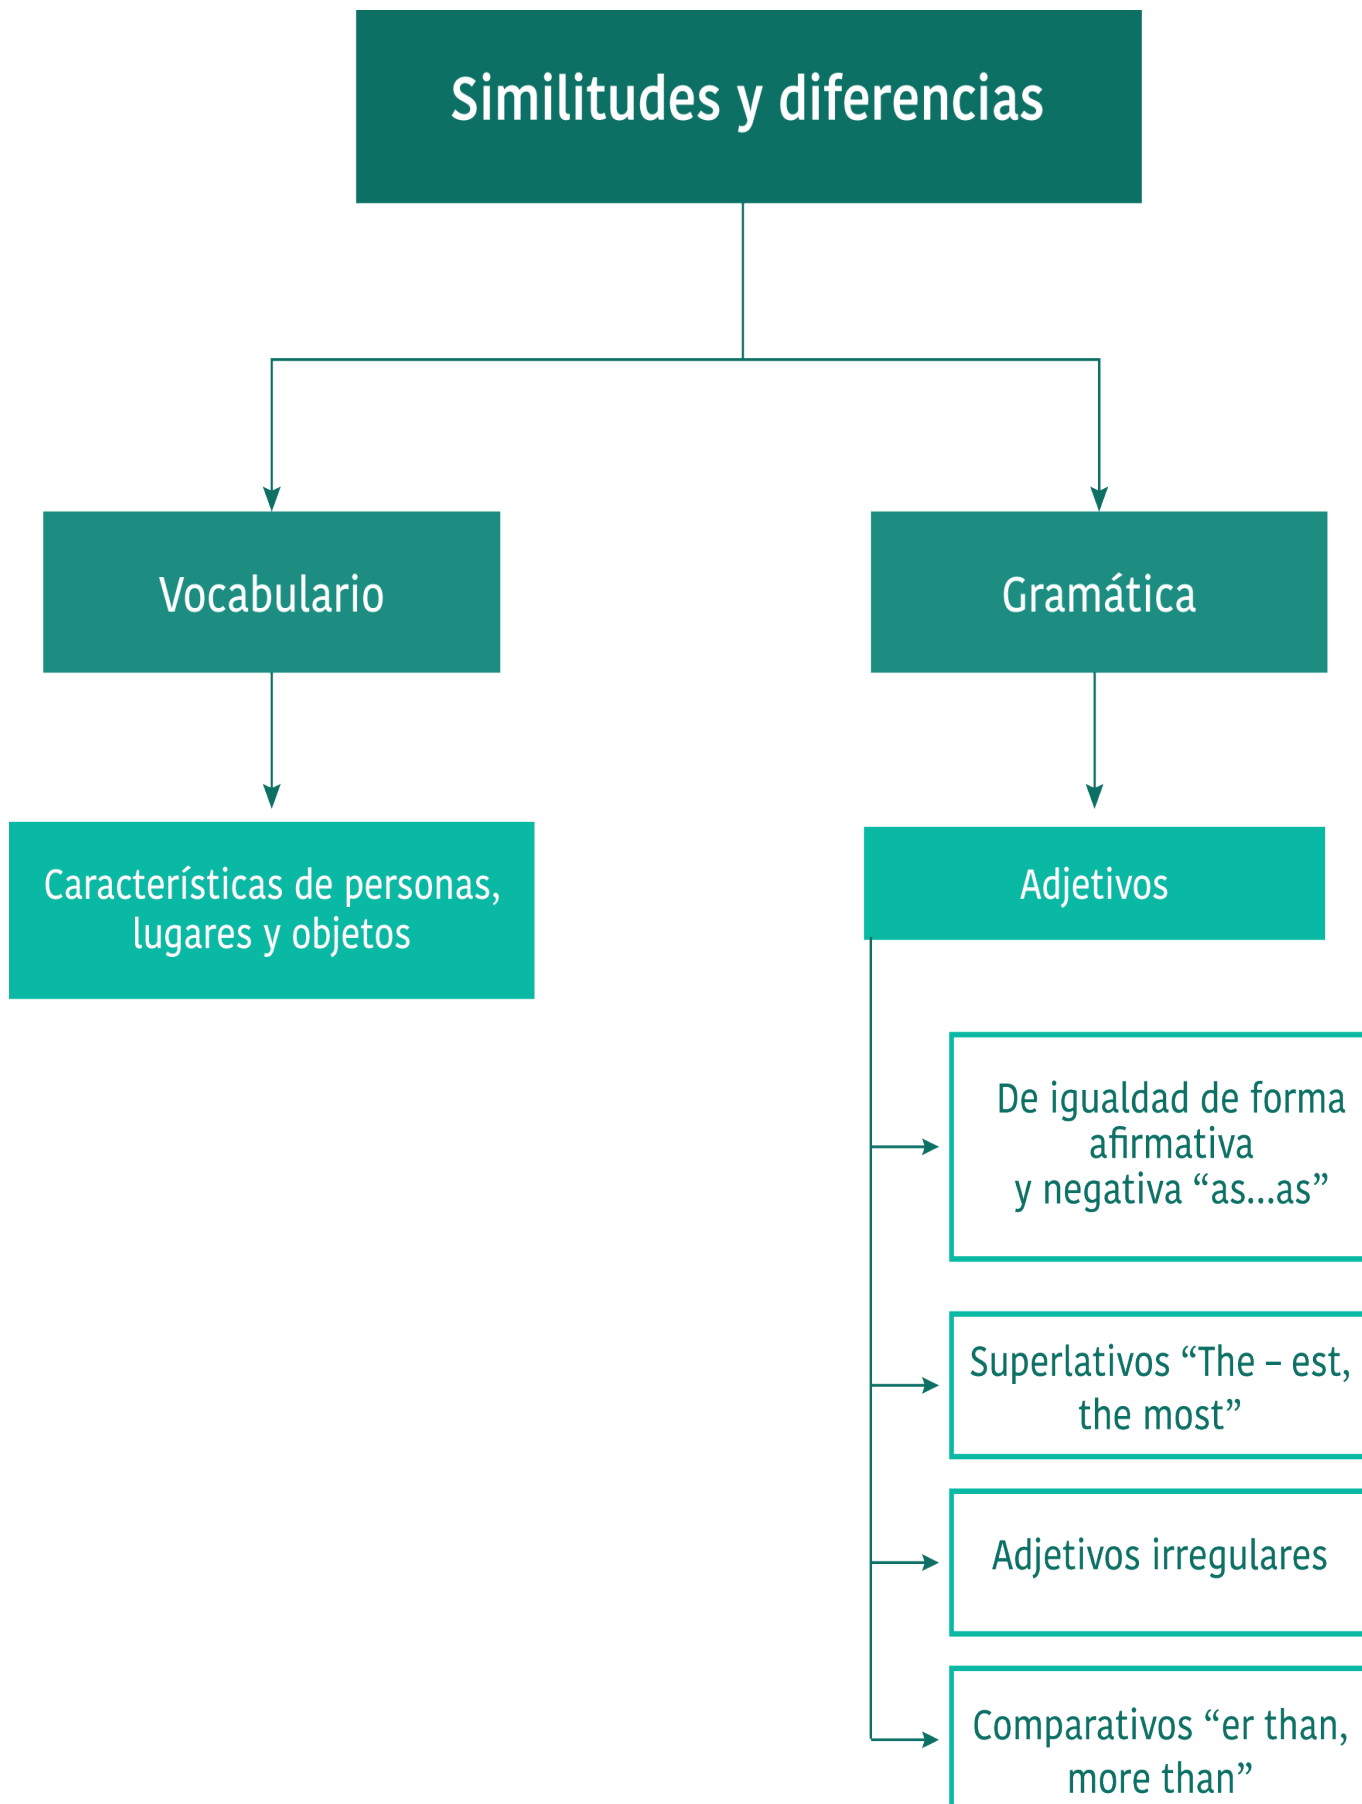 Similitudes y diferencias
Vocabulario
Gramática
Características de personas,
lugares y objetos
Adjetivos
De igualdad de forma
afirmativa
y negativa “as...as”
Superlativos “The – est,
the most”
Adjetivos irregulares
Comparativos “er than,
more than”